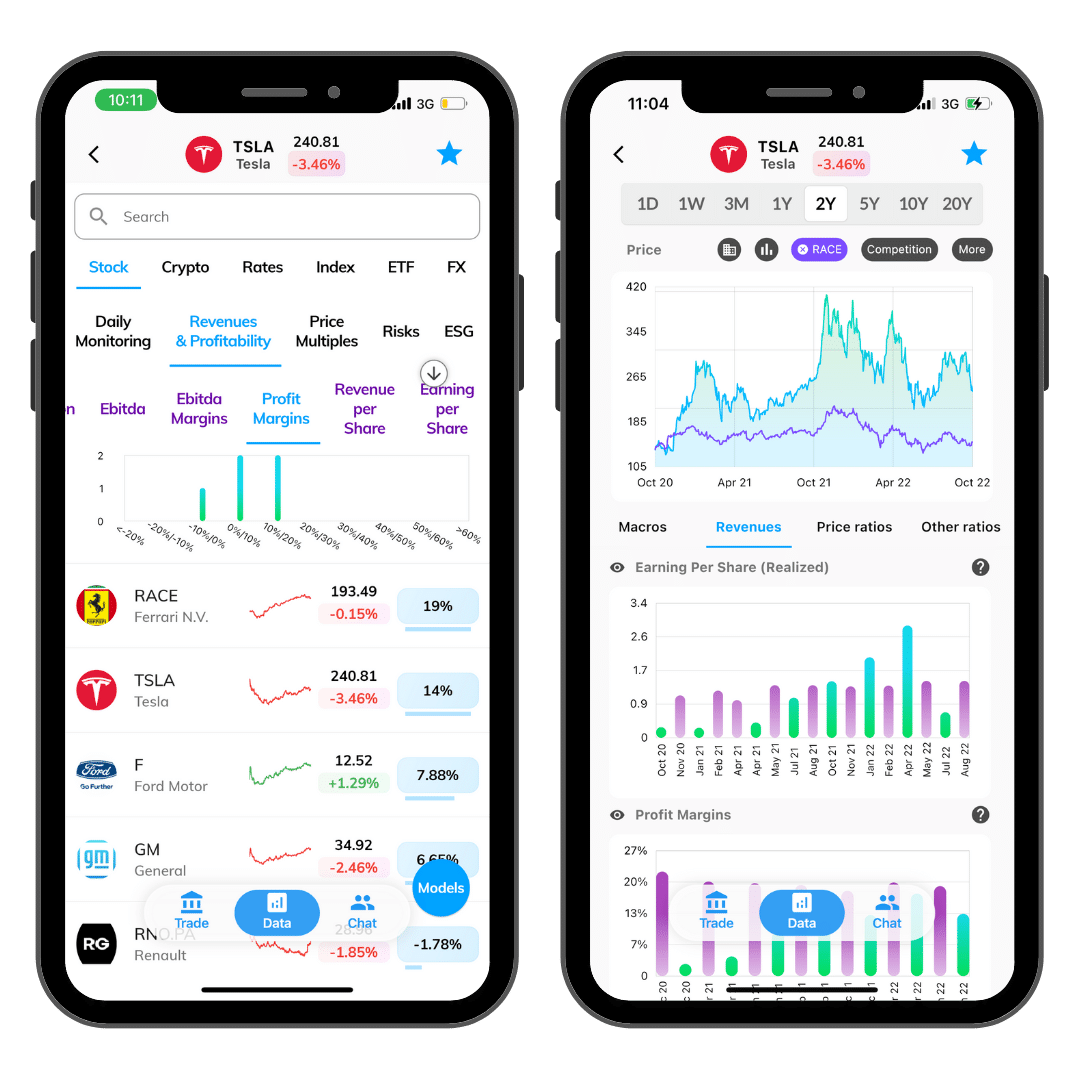 10:11
3G
TSLA
Tesla
240.81
-3.46%
Search
Stock Crypto Rates Index ETF FX
Daily
Monitoring
Revenues
& Profitability
Price
Multiples
Risks
ESG
n
Ebitda
Ebitda
Margins
Profit
Margins
Revenue
per
Share
Earning
per
Share
2
1
0
<-20% -20%/-10% -10%/0% 0%/10% 10%/20% 20%/30% 30%/40% 40%/50% 50%/60% >60%
RACE
Ferrari N.V.
193.49
-0.15%
19%
TSLA
Tesla
240.81
-3.46%
14%
Ford
Go Further
F
Ford Motor
12.52
+1.29%
7.88%
gm
GM
General
34.92
-2.46%
6.65%
Models
Trade
Data
Chat
RG
RNO.PA
Renault
28.96
-1.85%
-1.78%
11:04
3G
TSLA
Tesla
240.81
-3.46%
1D 1W 3M 1Y 2Y 5Y 10Y 20Y
Price
RACE
Competition
More
420
345
265
185
105
Oct 20 Apr 21 Oct 21 Apr 22 Oct 22
Macros Revenues Price ratios Other ratios
Earning Per Share (Realized)
?
3.4
2.6
1.7
0.9
0
Oct 20 Nov 20 Jan 21 Feb 21 Apr 21 Apr 21 May 21 Jul 21 Aug 21 Oct 21 Nov 21 Jan 22 Feb 22 Apr 22 May 22 Jul 22 Aug 22
Profit Margins
?
27%
20%
13%
7%
0
Trade
Data
Chat